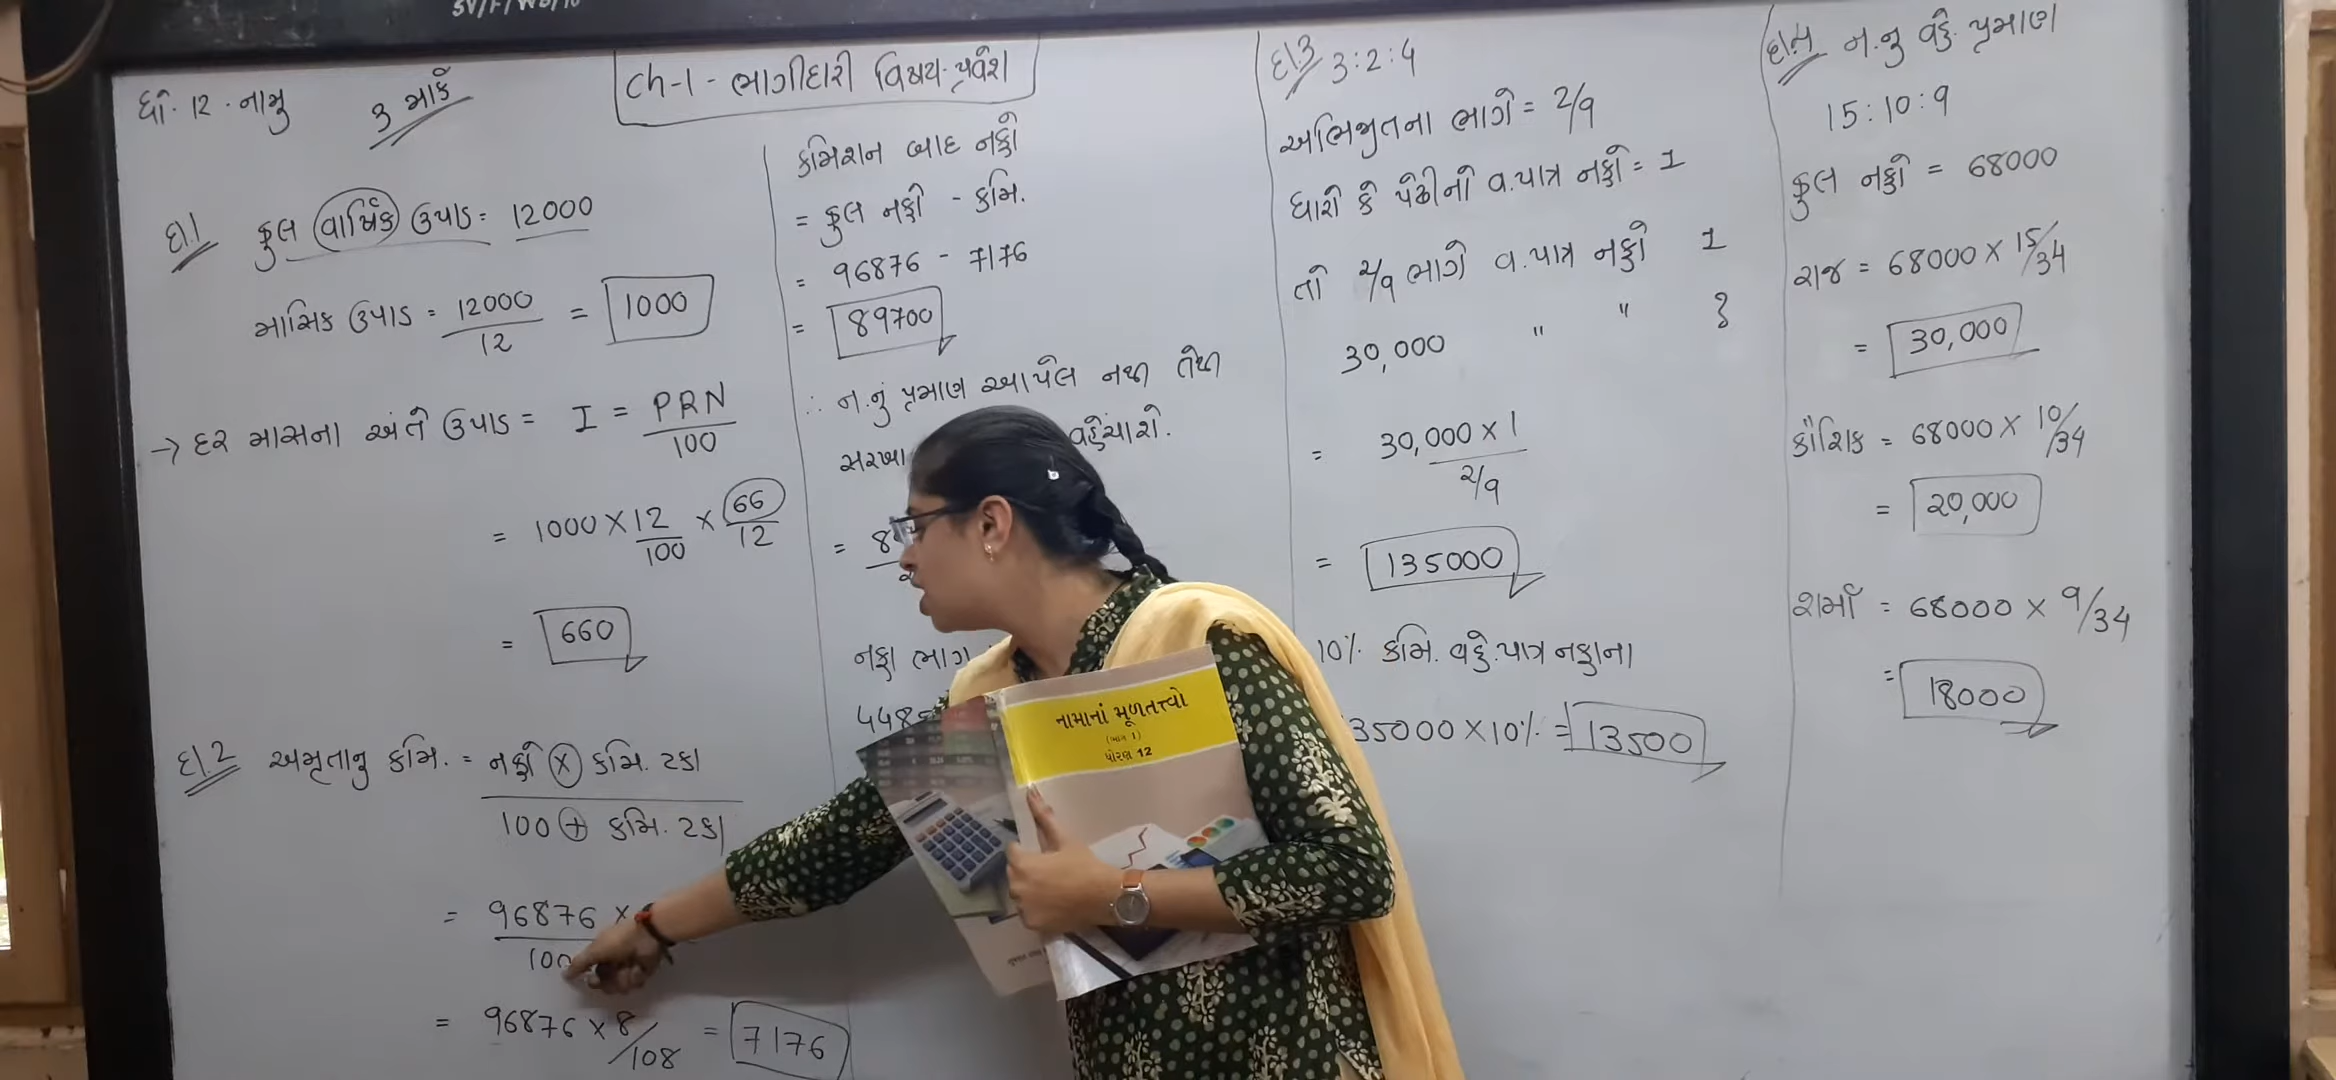 ધો. 12 . નામુ
3 માર્ક
Ch-1 - ભાગીદારી વિષય-પ્રવેશ
દા.1 કુલ વાર્ષિક ઉપાડ = 12000
માસિક ઉપાડ = 12000/12 = 1000
→ દર માસના અંતે ઉપાડ = I = PRN/100
= 1000 × 12/100 × 66/12
= 660
દા.2 અમૃતાનુ કમિ. = નફો × કમિ. ટકા
100 + કમિ. ટકા
= 96876 ×
100
= 96876 × 8/108 = 7176
કમિશન બાદ નફો
= કુલ નફો - કમિ.
= 96876 - 7176
= 89700
∴ ન.નું પ્રમાણ આપેલ નથી તેથી
સરખા વહેંચાશે.
= 8
નફા ભાગ
448
દા.3 3:2:4
અભિજીતના ભાગે = 2/9
ધારો કે પેઢીનો વ.પાત્ર નફો = 1
તો 2/9 ભાગે વ.પાત્ર નફો 1
30,000 " " ?
= 30,000 × 1
2/9
= 135000
10% કમિ. વહે.પાત્ર નફાના
35000 × 10% = 13500
દા.4 ન.નુ વહે. પ્રમાણ
15:10:9
કુલ નફો = 68000
રાજ = 68000 × 15/34
= 30,000
કૌશિક = 68000 × 10/34
= 20,000
શર્મા = 68000 × 9/34
= 18000
નામાનાં મૂળતત્ત્વો
(ભાગ 1)
ધોરણ 12